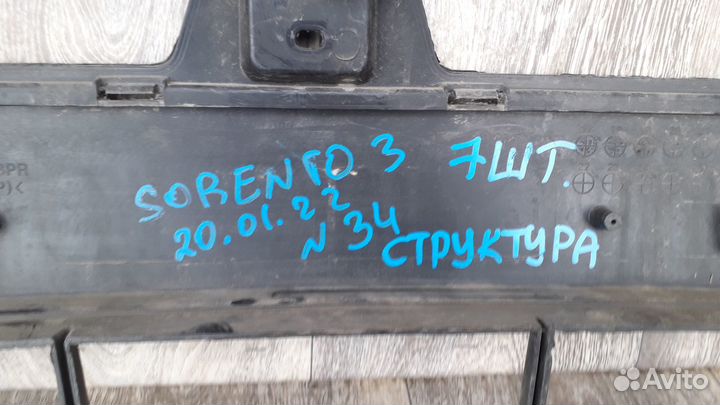 SORENTO 3 7ШТ.
20.01.22
N 34
СТРУКТУРА
Avito